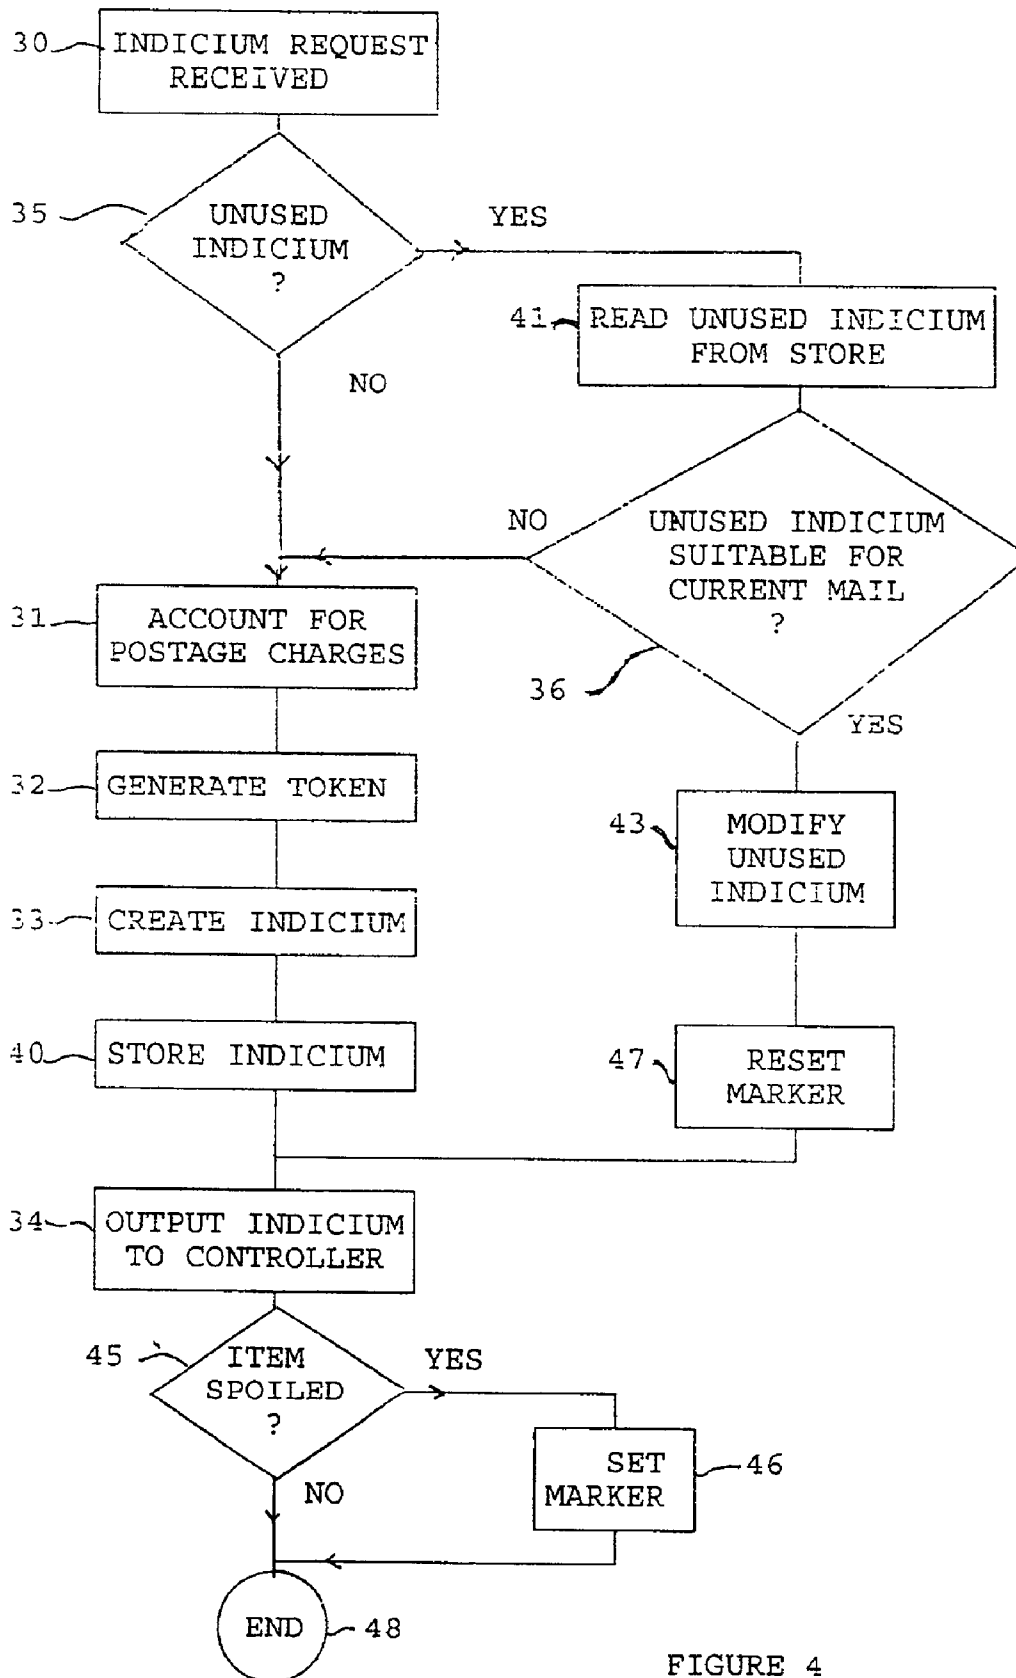 30
INDICIUM REQUEST
RECEIVED
35
UNUSED
INDICIUM
?
YES
NO
41
READ UNUSED INDICIUM
FROM STORE
NO
UNUSED INDICIUM
SUITABLE FOR
CURRENT MAIL
?
36
YES
31
ACCOUNT FOR
POSTAGE CHARGES
32
GENERATE TOKEN
43
MODIFY
UNUSED
INDICIUM
33
CREATE INDICIUM
40
STORE INDICIUM
47
RESET
MARKER
34
OUTPUT INDICIUM
TO CONTROLLER
45
ITEM
SPOILED
?
YES
NO
SET
MARKER
46
END
48
FIGURE 4